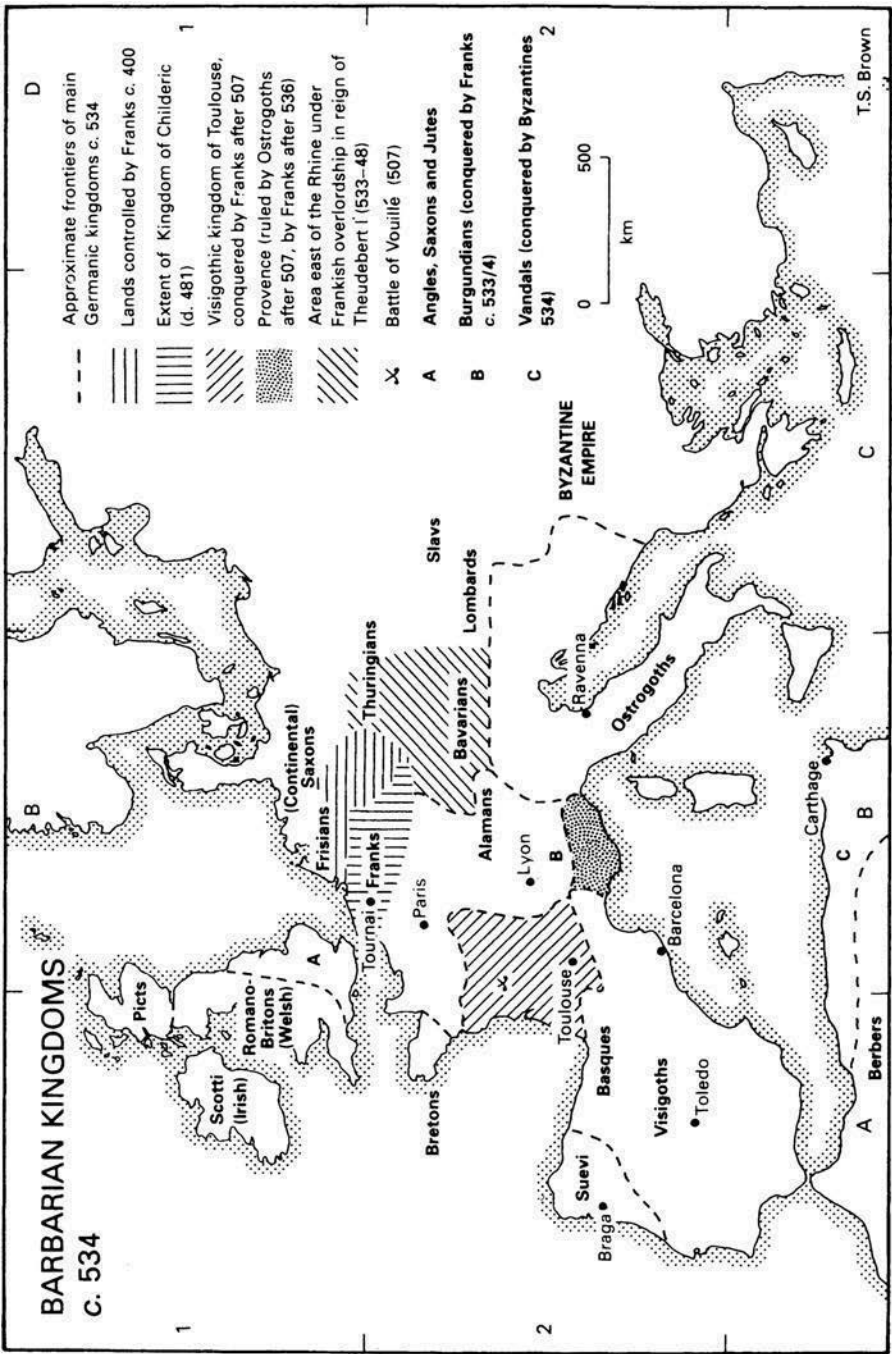 BARBARIAN KINGDOMS
c. 534
D
1
2
Approximate frontiers of main
Germanic kingdoms c. 534
Lands controlled by Franks c. 400
Extent of Kingdom of Childeric
(d. 481)
Visigothic kingdom of Toulouse,
conquered by Franks after 507
Provence (ruled by Ostrogoths
after 507, by Franks after 536)
Area east of the Rhine under
Frankish overlordship in reign of
Theudebert I (533–48)
Battle of Vouillé (507)
A Angles, Saxons and Jutes
B Burgundians (conquered by Franks
c. 533/4)
C Vandals (conquered by Byzantines
534)
0 500
km
T.S. Brown
B
1
Picts
Scotti
(Irish)
Romano-
Britons
(Welsh)
A
(Continental)
Saxons
Frisians
Tournai
Franks
Thuringians
Slavs
Paris
Bretons
Alamans
Bavarians
Lombards
BYZANTINE
EMPIRE
Lyon
B
Ravenna
Ostrogoths
Toulouse
Basques
Suevi
Braga
Visigoths
Toledo
Barcelona
Carthage
C
Berbers
2
A
B
C